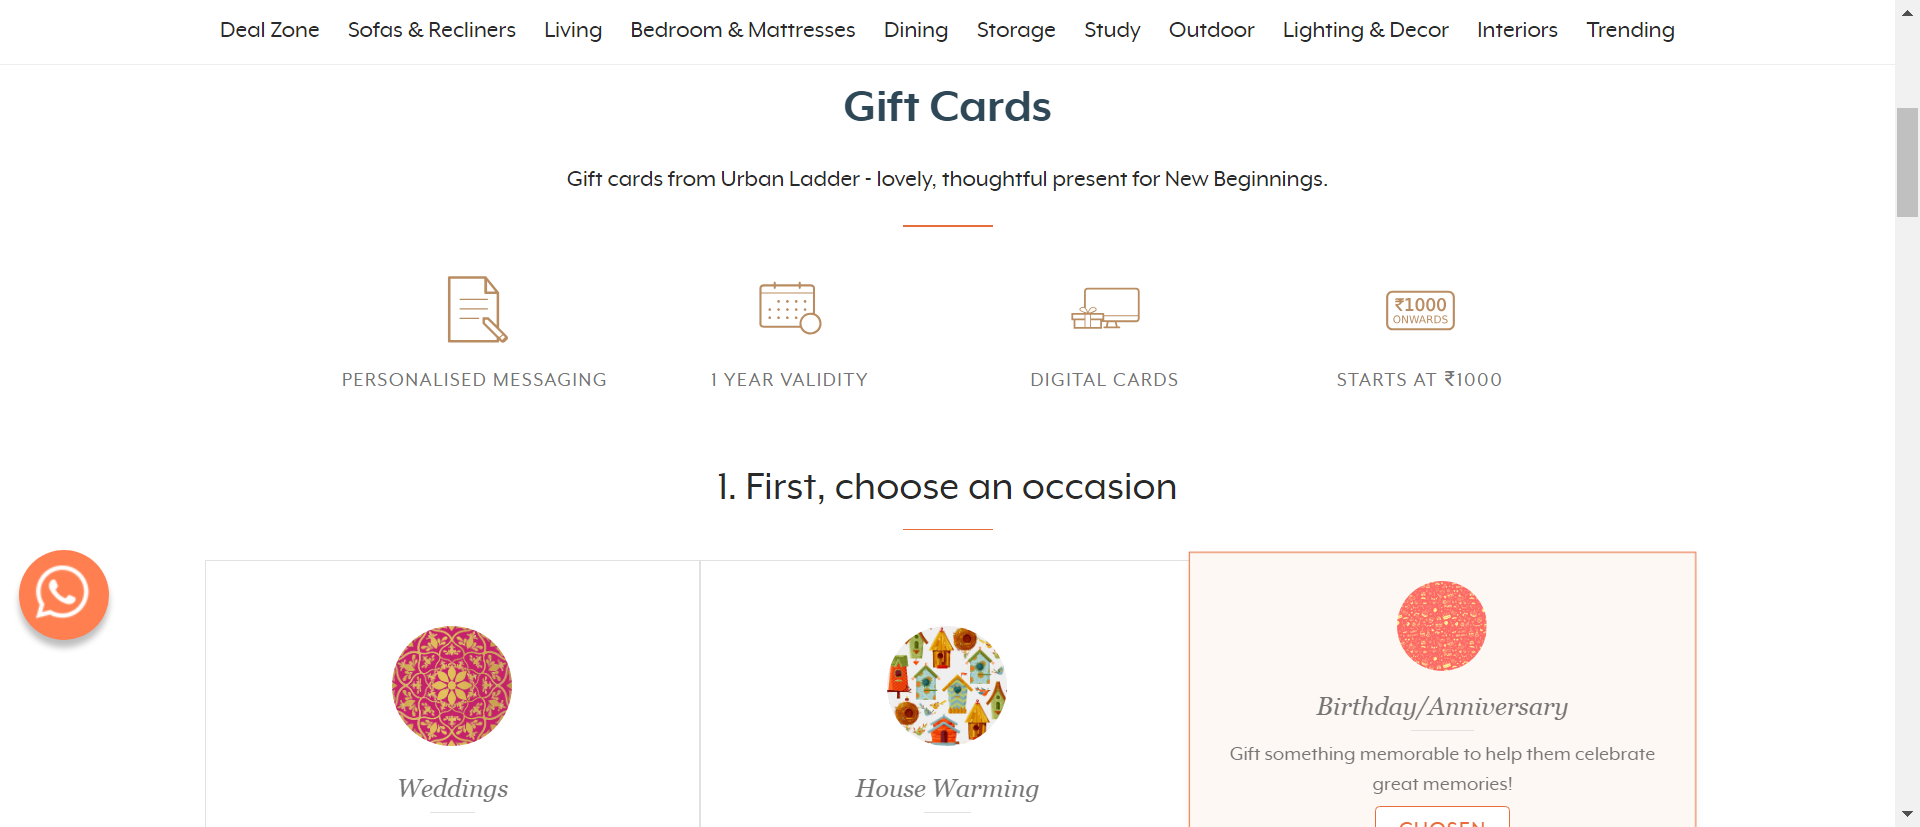 Deal Zone Sofas & Recliners Living Bedroom & Mattresses Dining Storage Study Outdoor Lighting & Decor Interiors Trending
Gift Cards
Gift cards from Urban Ladder - lovely, thoughtful present for New Beginnings.
₹1000
ONWARDS
PERSONALISED MESSAGING
1 YEAR VALIDITY
DIGITAL CARDS
STARTS AT ₹1000
1. First, choose an occasion
Weddings
House Warming
Birthday/Anniversary
Gift something memorable to help them celebrate
great memories!
CHOSEN